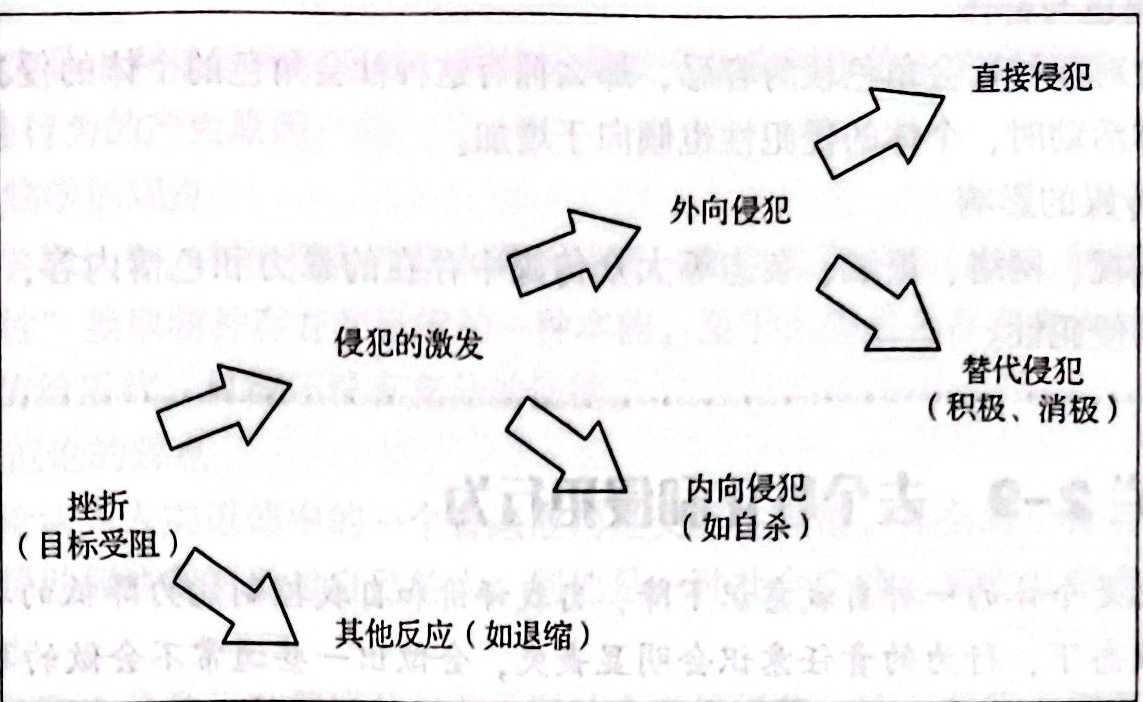 直接侵犯
外向侵犯
侵犯的激发
替代侵犯
（积极、消极）
内向侵犯
（如自杀）
挫折
（目标受阻）
其他反应（如退缩）